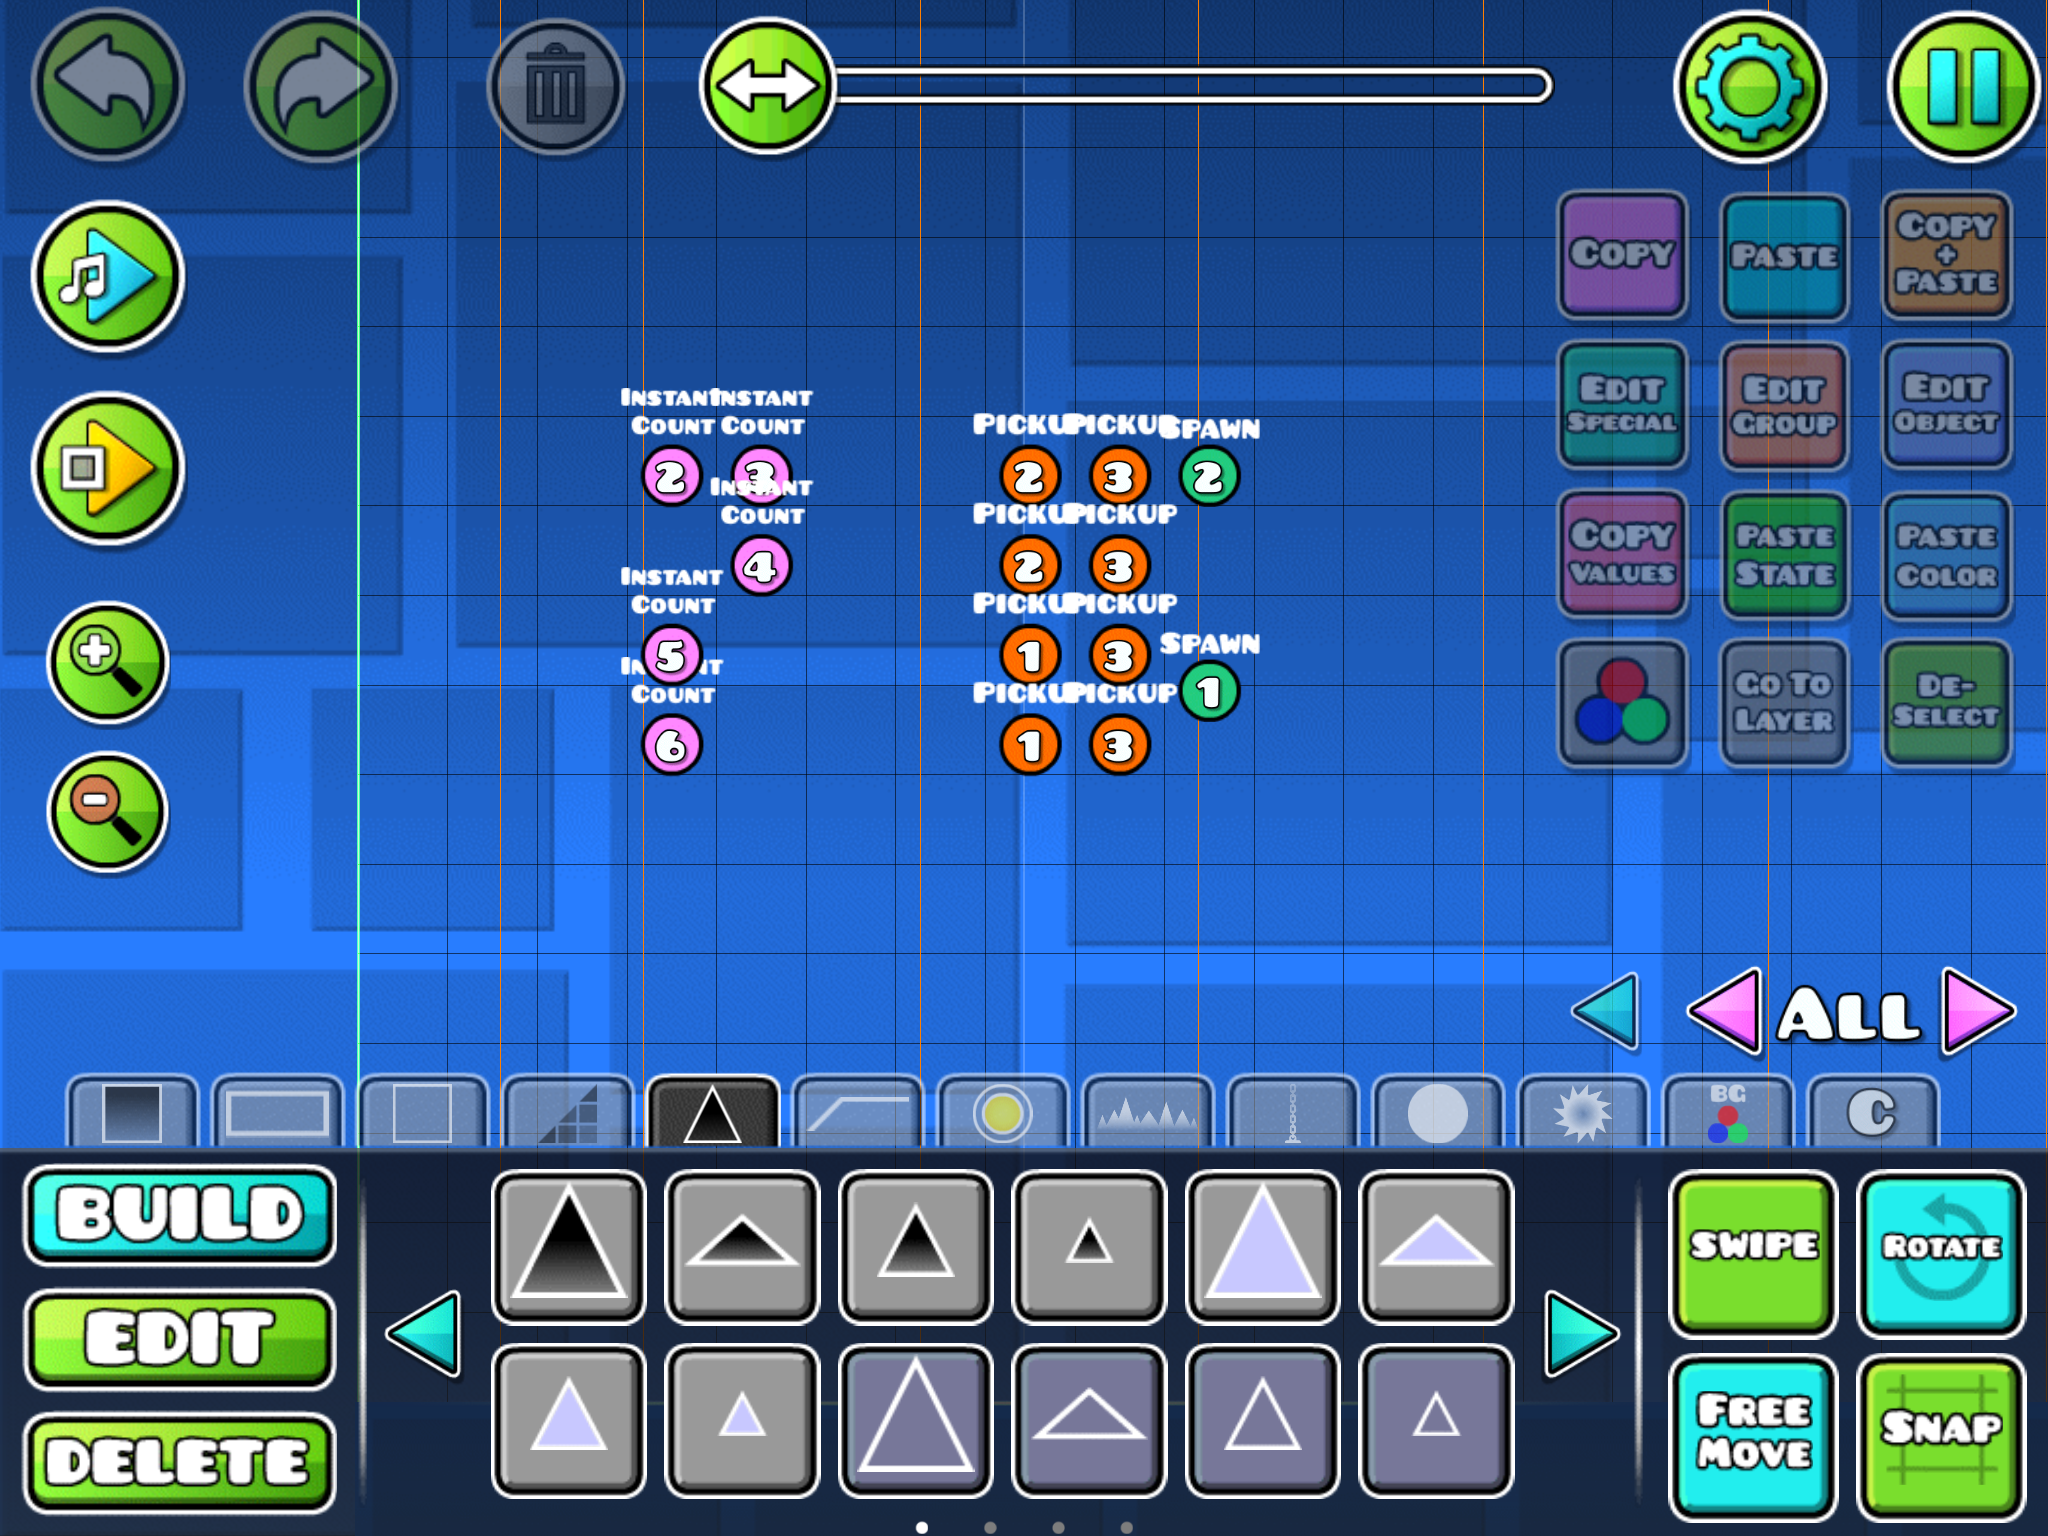 COPY
PASTE
COPY
+
PASTE
EDIT
SPECIAL
EDIT
GROUP
EDIT
OBJECT
COPY
VALUES
PASTE
STATE
PASTE
COLOR
GO TO
LAYER
DE-
SELECT
INSTANT INSTANT
COUNT COUNT
2 3
INSTANT
COUNT
4
INSTANT
COUNT
5
INSTANT
COUNT
6
PICKUP PICKUP SPAWN
2 3 2
PICKUP PICKUP
2 3
PICKUP PICKUP
1 3
SPAWN
1
PICKUP PICKUP
1 3
ALL
BG
C
BUILD
EDIT
DELETE
SWIPE
ROTATE
FREE
MOVE
SNAP